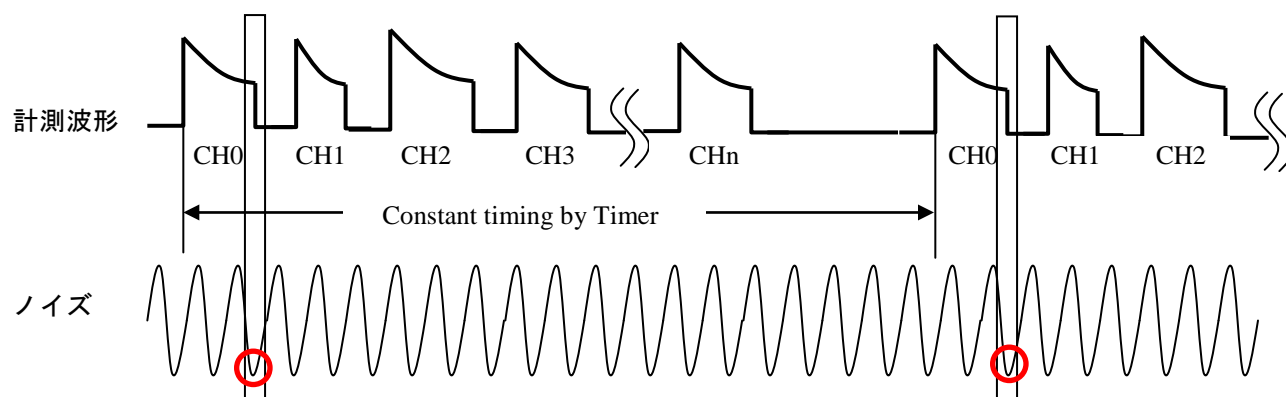 計測波形
CH0 CH1 CH2 CH3 CHn CH0 CH1 CH2
Constant timing by Timer
ノイズ